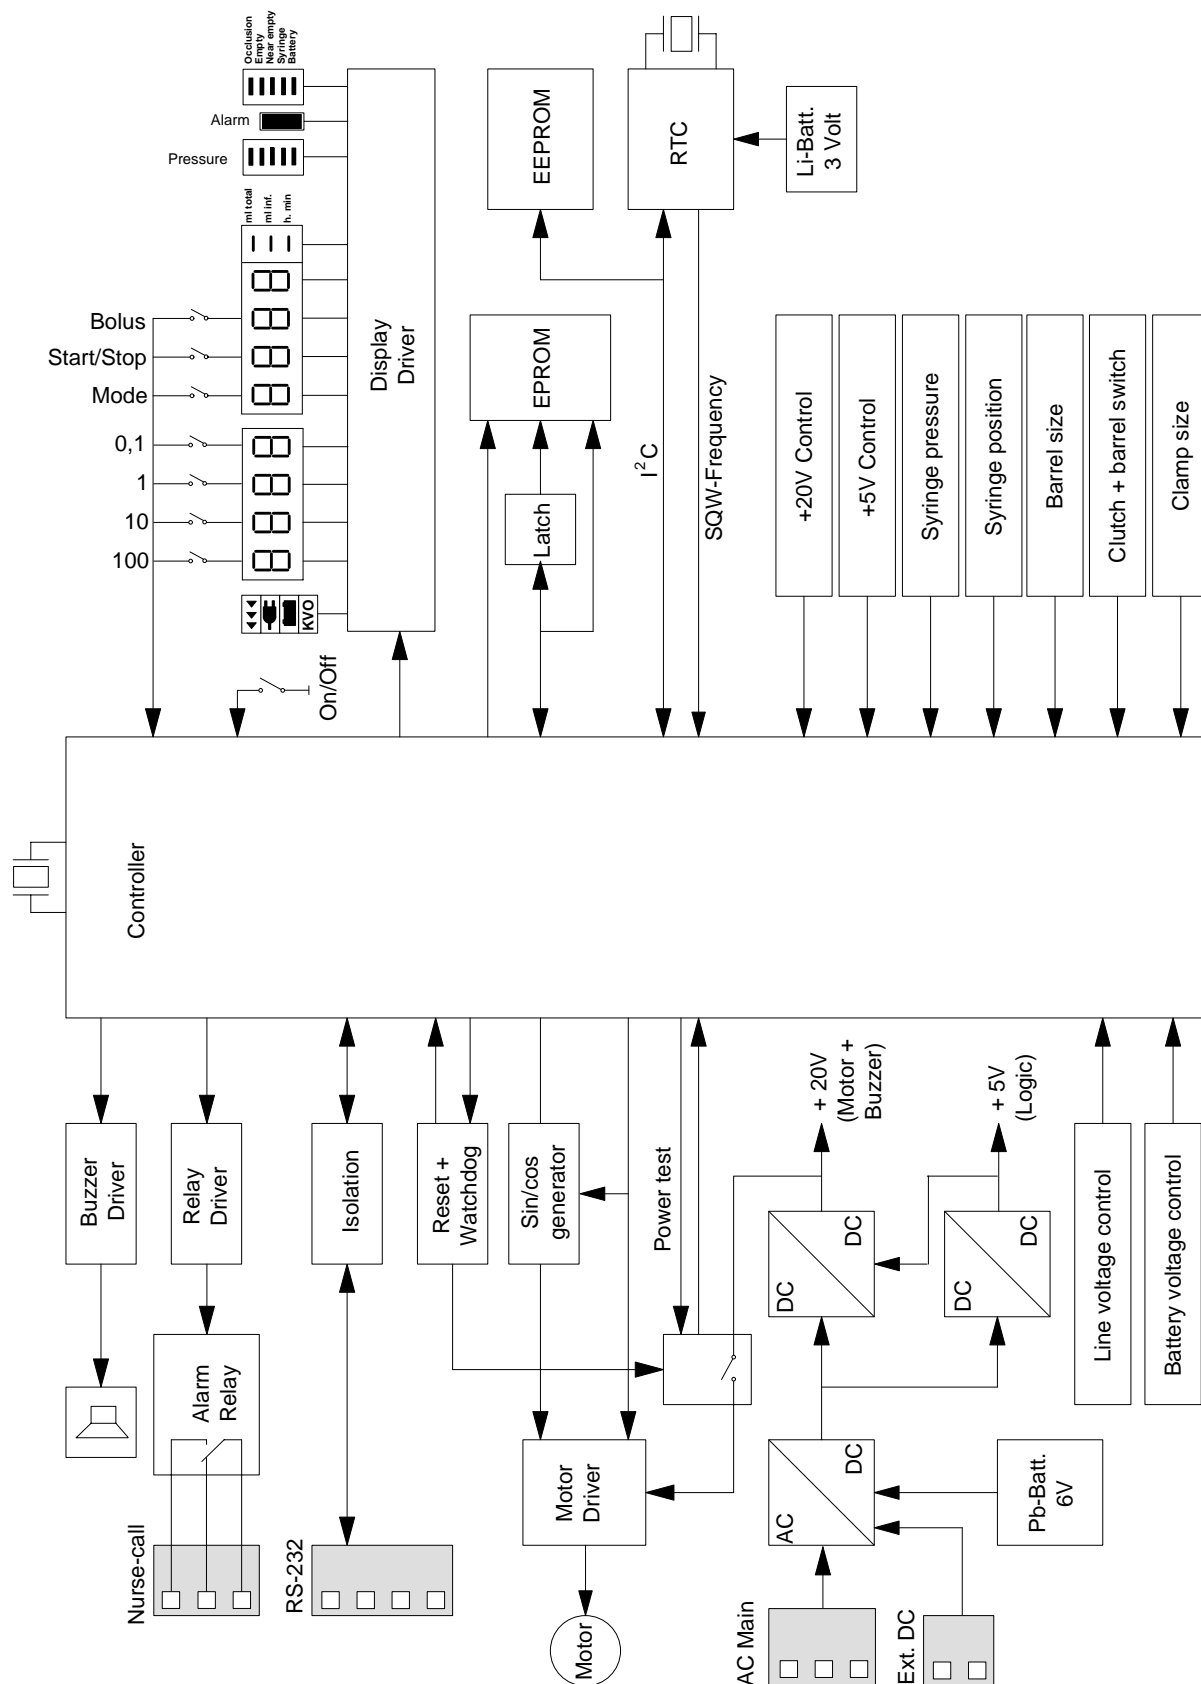 Occlusion
Empty
Near empty
Syringe
Battery
Alarm
Pressure
ml total
ml inf.
h. min
Bolus
Start/Stop
Mode
0,1
1
10
100
KVO
On/Off
Display
Driver
EEPROM
RTC
Li-Batt.
3 Volt
EPROM
Latch
I²C
SQW-Frequency
+20V Control
+5V Control
Syringe pressure
Syringe position
Barrel size
Clutch + barrel switch
Clamp size
Controller
Buzzer
Driver
Relay
Driver
Isolation
Reset +
Watchdog
Sin/cos
generator
Power test
+ 20V
(Motor +
Buzzer)
+ 5V
(Logic)
DC
DC
DC
DC
Line voltage control
Battery voltage control
Alarm
Relay
Nurse-call
RS-232
Motor
Driver
Motor
AC
DC
Pb-Batt.
6V
AC Main
Ext. DC